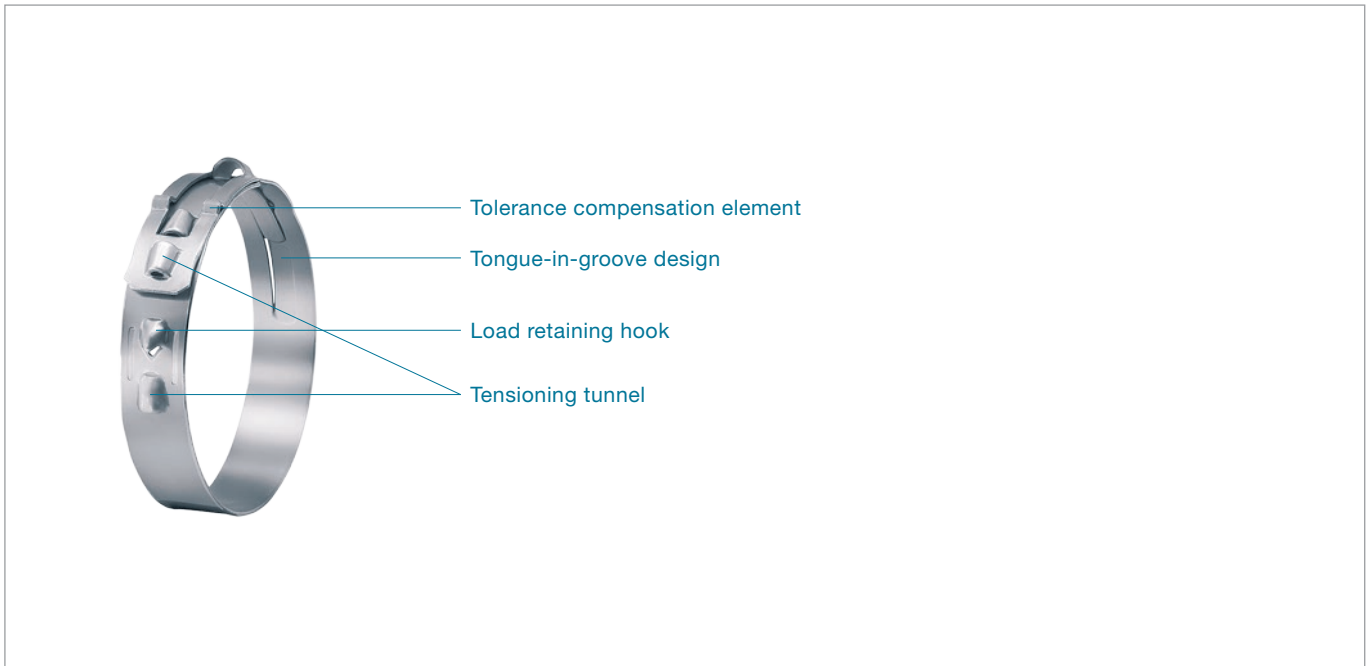 Tolerance compensation element
Tongue-in-groove design
Load retaining hook
Tensioning tunnel